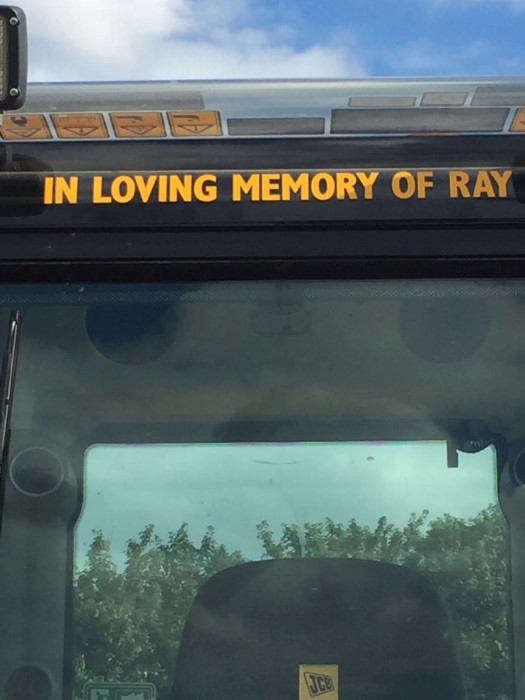 IN LOVING MEMORY OF RAY
JCB